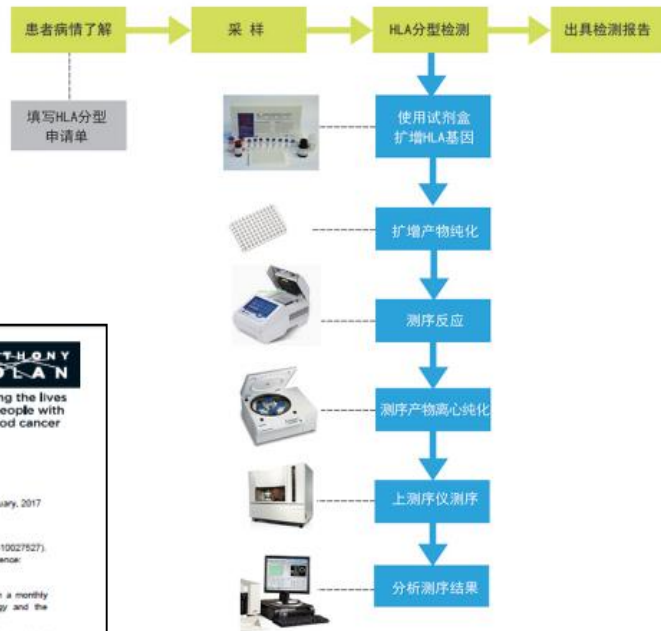 患者病情了解
采 样
HLA分型检测
出具检测报告
填写HLA分型
申请单
使用试剂盒
扩增HLA基因
扩增产物纯化
测序反应
测序产物离心纯化
上测序仪测序
分析测序结果
THONY
OLAN
ng the lives
eople with
od cancer
uary, 2017
10027527).
ence:
n a monthly
gy and the